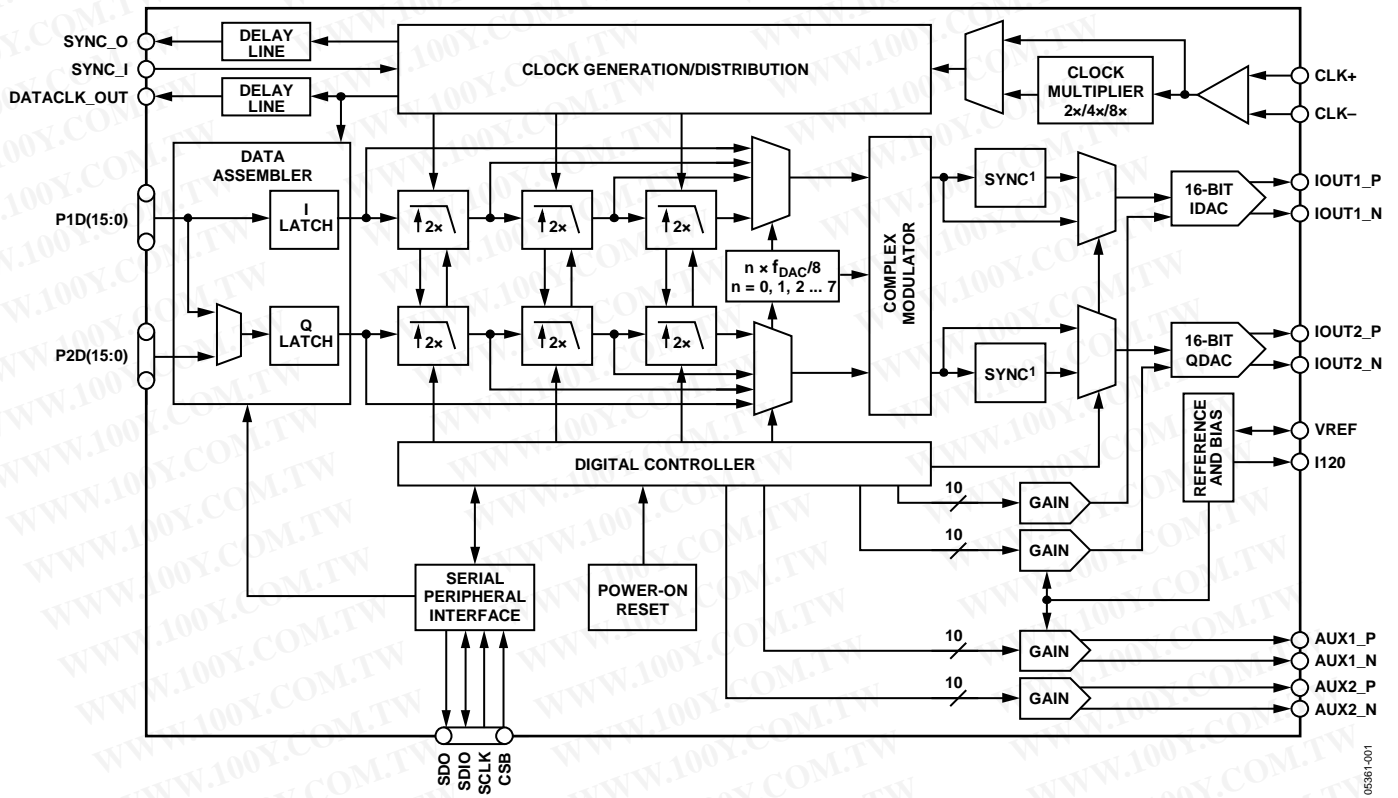 SYNC_O
DELAY
LINE
SYNC_I
DATACLK_OUT
DELAY
LINE
CLOCK GENERATION/DISTRIBUTION
CLOCK
MULTIPLIER
2×/4×/8×
CLK+
CLK–
DATA
ASSEMBLER
P1D(15:0)
I
LATCH
2×
2×
2×
P2D(15:0)
Q
LATCH
2×
2×
2×
n × fDAC/8
n = 0, 1, 2 ... 7
COMPLEX
MODULATOR
SYNC1
SYNC1
16-BIT
IDAC
IOUT1_P
IOUT1_N
16-BIT
QDAC
IOUT2_P
IOUT2_N
REFERENCE
AND BIAS
VREF
I120
DIGITAL CONTROLLER
10
GAIN
10
GAIN
10
GAIN
10
GAIN
AUX1_P
AUX1_N
AUX2_P
AUX2_N
SERIAL
PERIPHERAL
INTERFACE
POWER-ON
RESET
SDO
SDIO
SCLK
CSB
05361-001
WWW.100Y.COM.TW